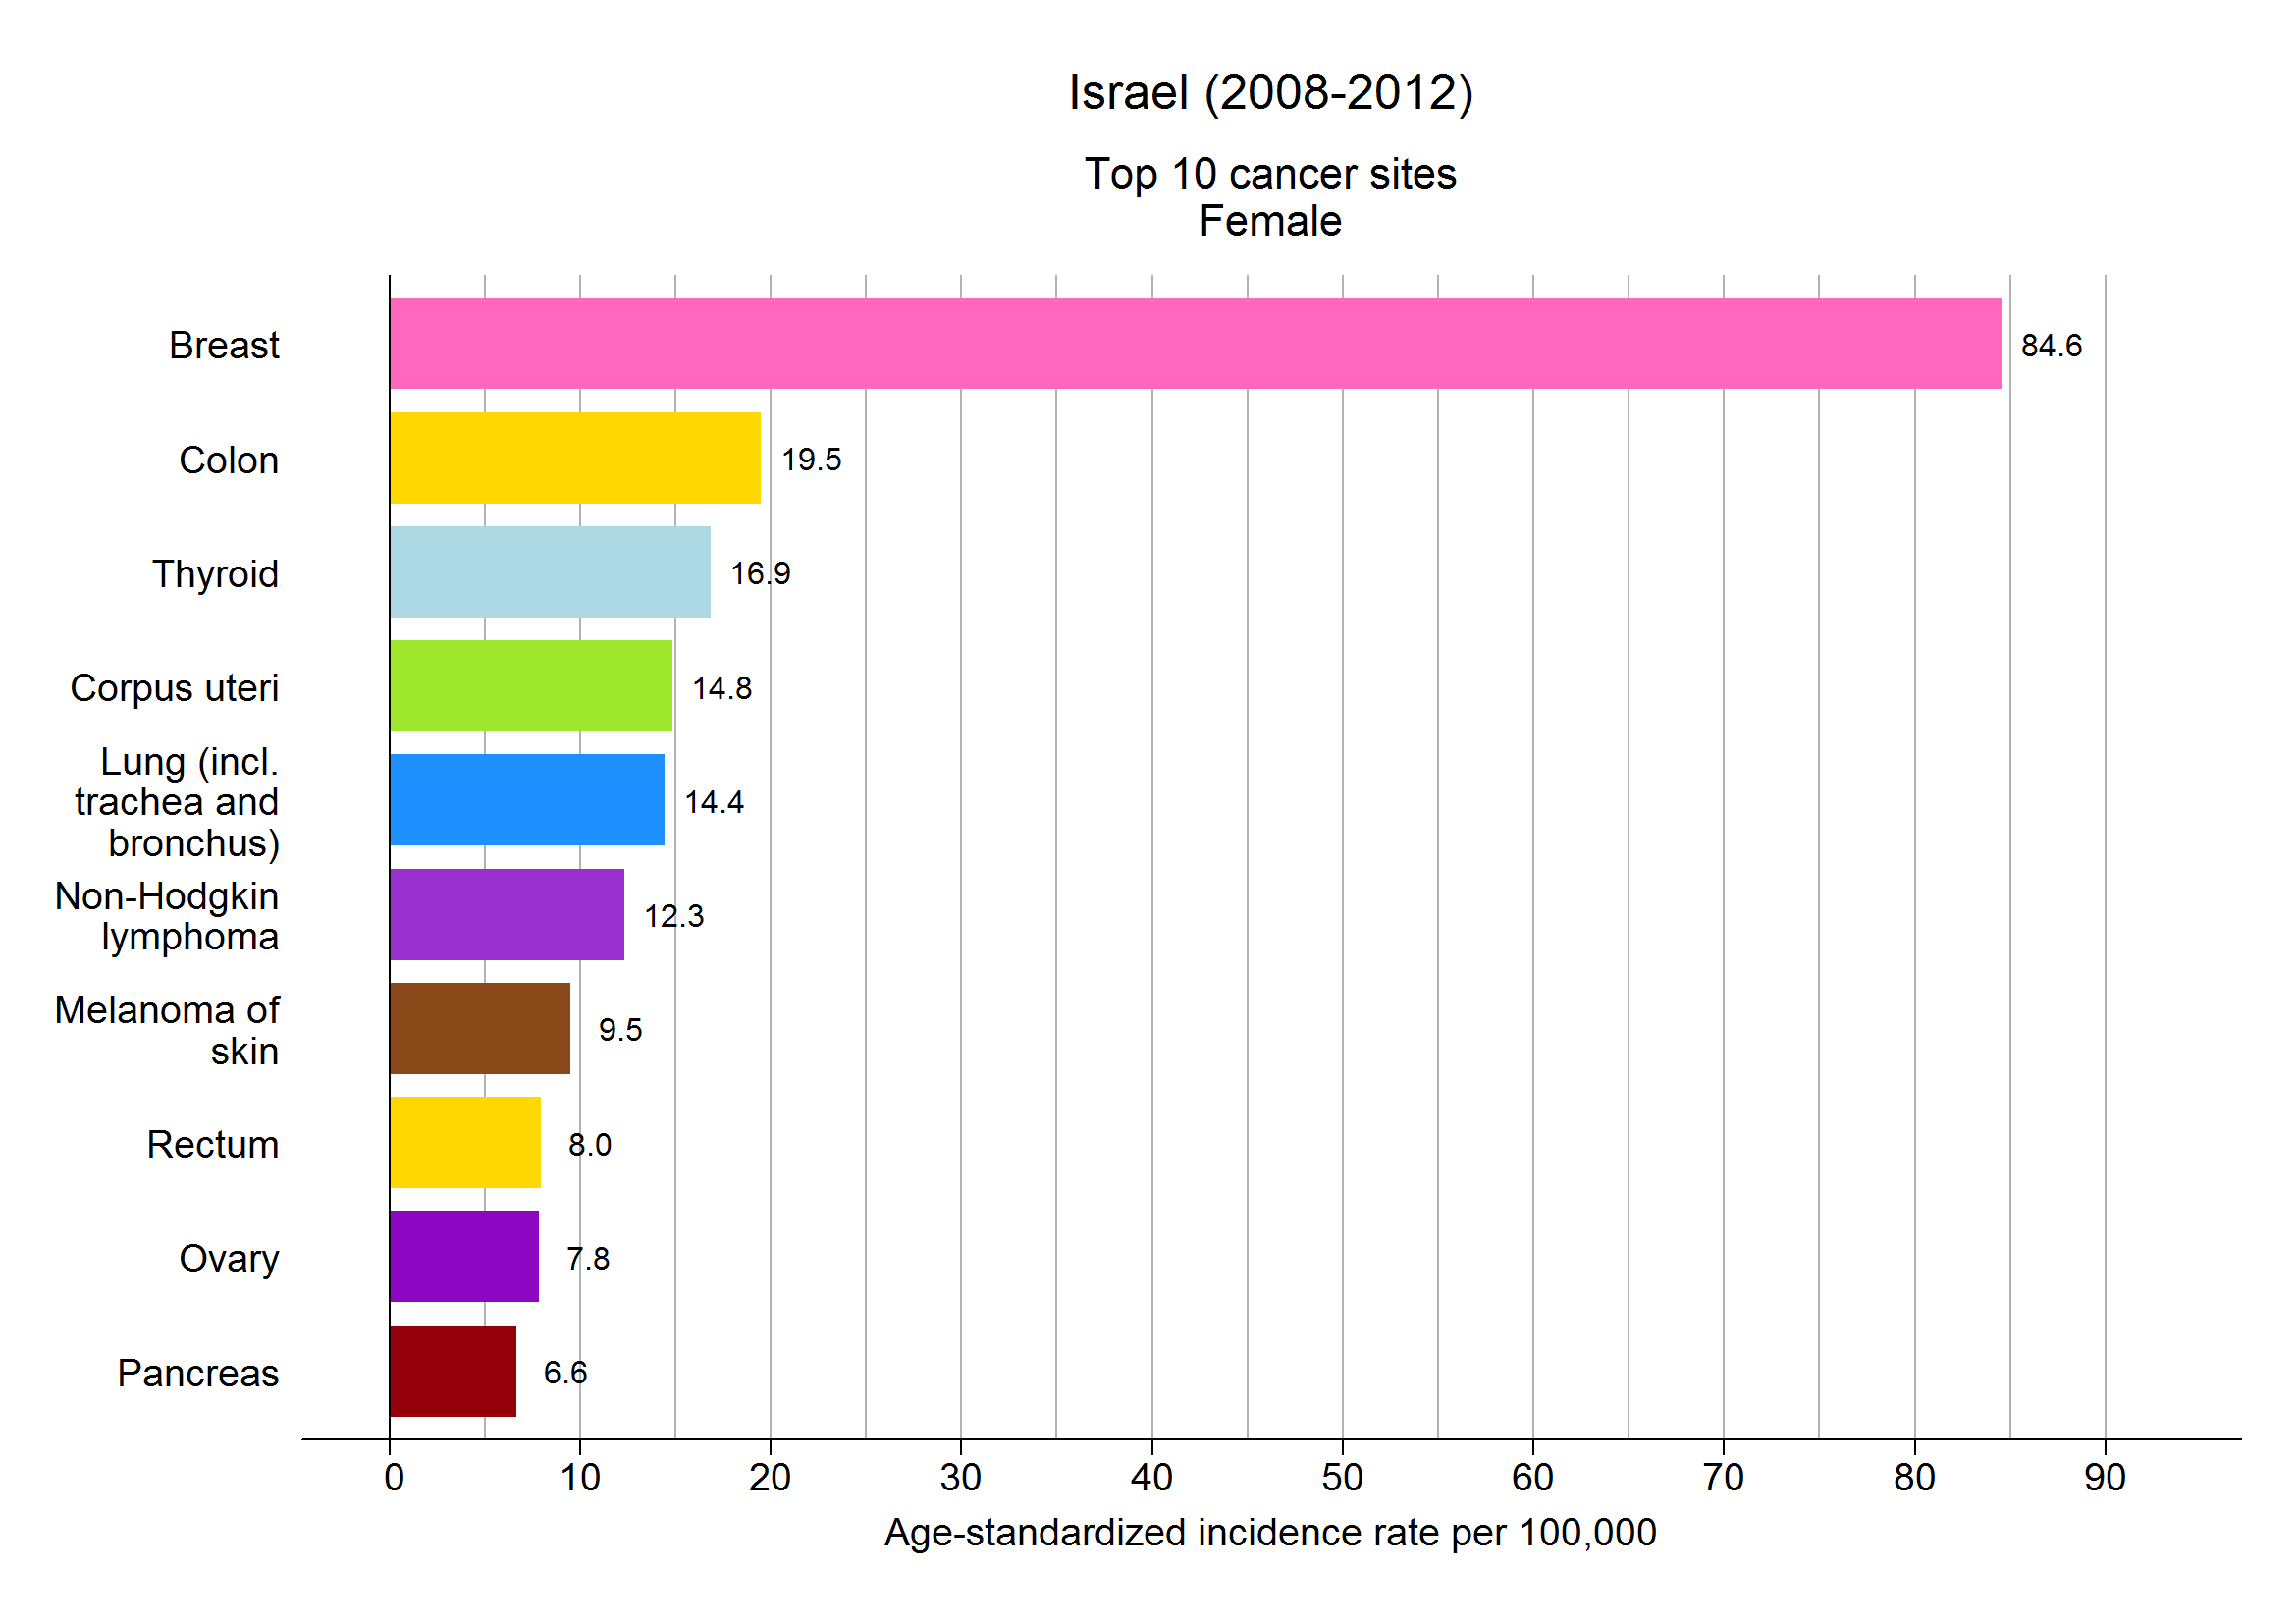 Israel (2008-2012)
Top 10 cancer sites
Female
Breast
84.6
Colon
19.5
Thyroid
16.9
Corpus uteri
14.8
Lung (incl.
trachea and
bronchus)
14.4
Non-Hodgkin
lymphoma
12.3
Melanoma of
skin
9.5
Rectum
8.0
Ovary
7.8
Pancreas
6.6
0 10 20 30 40 50 60 70 80 90
Age-standardized incidence rate per 100,000